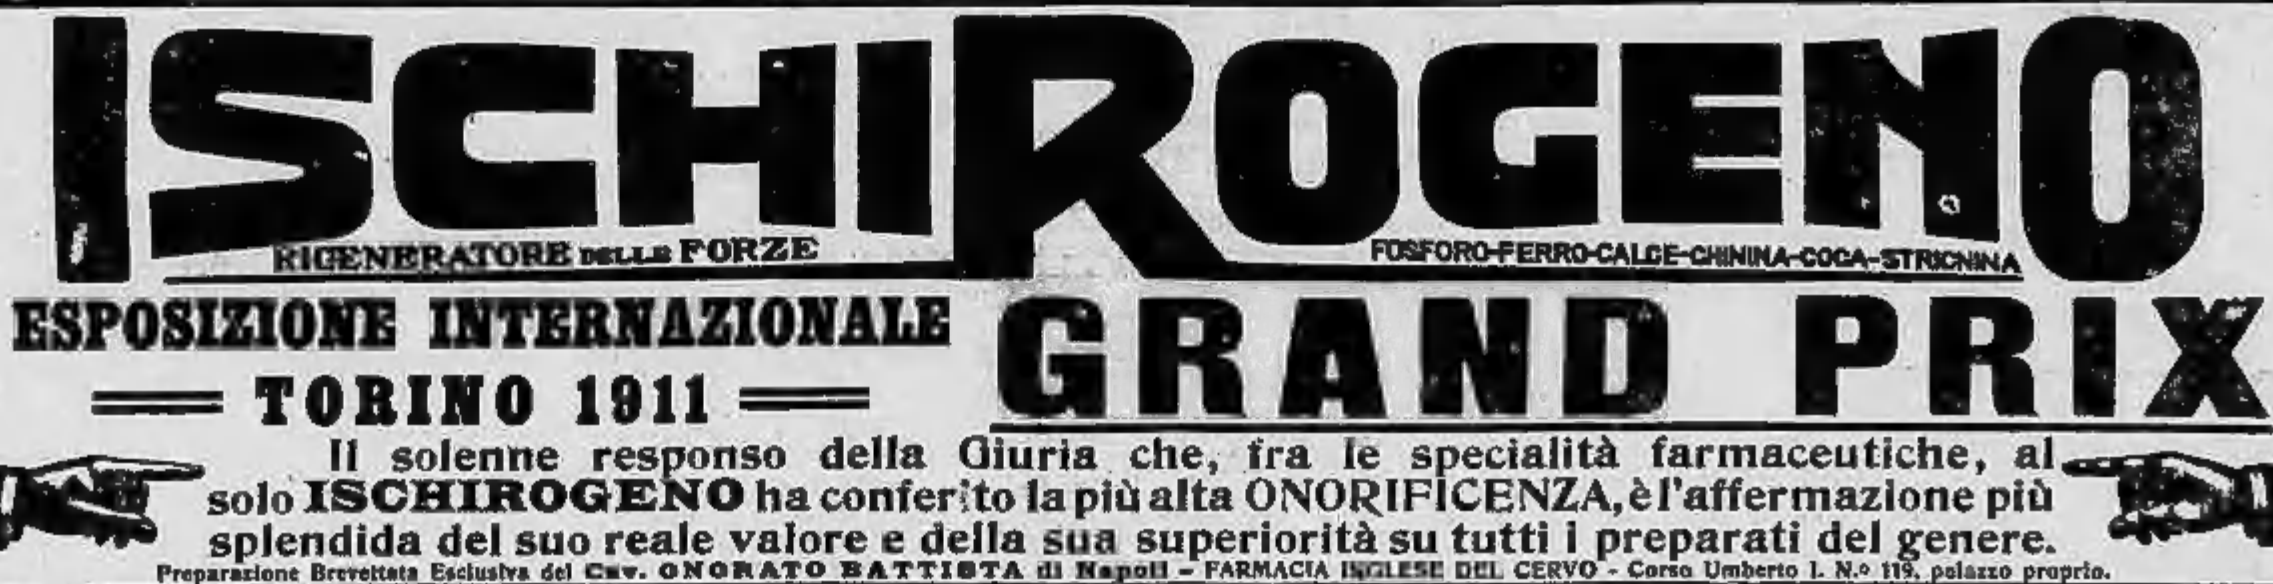 ISCHIROGENO
RIGENERATORE DELLE FORZE
FOSFORO-FERRO-CALCE-CHININA-COCA-STRICNINA
ESPOSIZIONE INTERNAZIONALE
TORINO 1911
GRAND PRIX
Il solenne responso della Giuria che, fra le specialità farmaceutiche, al
solo ISCHIROGENO ha conferito la più alta ONORIFICENZA, è l'affermazione più
splendida del suo reale valore e della sua superiorità su tutti i preparati del genere.
Preparazione Brevettata Esclusiva del Cav. ONORATO BATTISTA di Napoli - FARMACIA INGLESE DEL CERVO - Corso Umberto I. N.o 119, palazzo proprio.